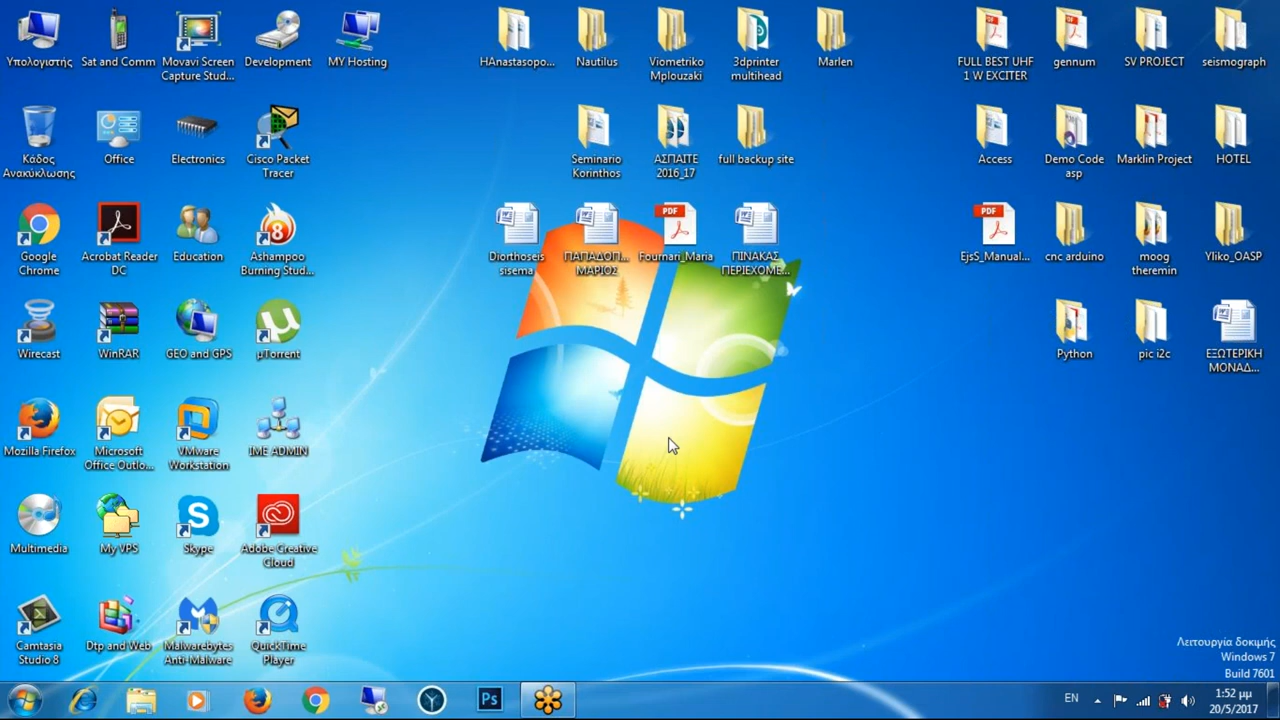 Υπολογιστής
Sat and Comm
Movavi Screen
Capture Stud...
Development
MY Hosting
HAnastasopo...
Nautilus
Viometriko
Mplouzaki
3dprinter
multihead
Marlen
FULL BEST UHF
1 W EXCITER
gennum
SV PROJECT
seismograph
Κάδος
Ανακύκλωσης
Office
Electronics
Cisco Packet
Tracer
Seminario
Korinthos
ΑΣΠΑΙΤΕ
2016_17
full backup site
Access
Demo Code
asp
Marklin Project
HOTEL
Google
Chrome
Acrobat Reader
DC
Education
8
Ashampoo
Burning Stud...
Diorthoseis
sisema
ΠΑΠΑΔΟΠ...
ΜΑΡΙΟΣ
PDF
Fournari_Maria
ΠΙΝΑΚΑΣ
ΠΕΡΙΕΧΟΜΕ...
PDF
EjsS_Manual...
cnc arduino
moog
theremin
Yliko_OASP
Wirecast
WinRAR
GEO and GPS
µTorrent
Python
pic i2c
ΕΞΩΤΕΡΙΚΗ
ΜΟΝΑΔ...
Mozilla Firefox
Microsoft
Office Outlo...
VMware
Workstation
IME ADMIN
Multimedia
My VPS
Skype
Adobe Creative
Cloud
Camtasia
Studio 8
Dtp and Web
Malwarebytes
Anti-Malware
QuickTime
Player
Λειτουργία δοκιμής
Windows 7
Build 7601
Ps
EN
1:52 μμ
20/5/2017